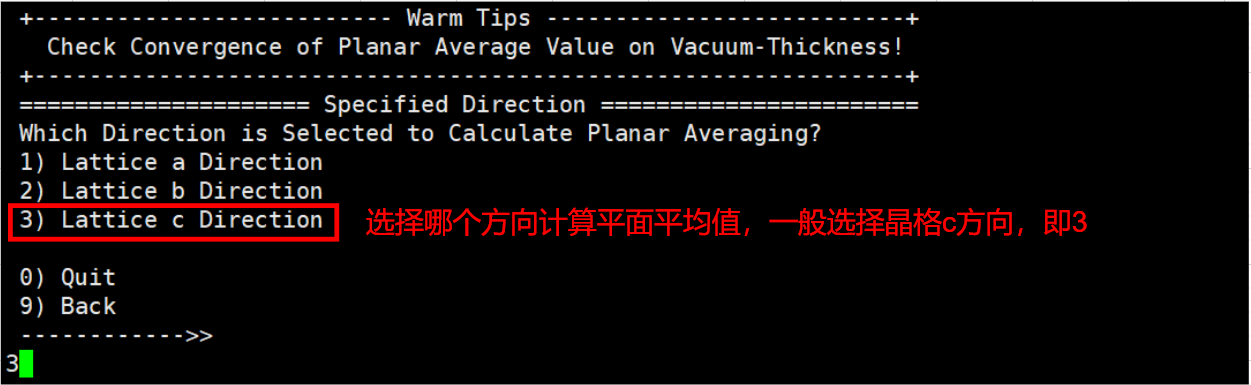 +-------------------------- Warm Tips --------------------------+
Check Convergence of Planar Average Value on Vacuum-Thickness!
+---------------------------------------------------------------+
===================== Specified Direction =======================
Which Direction is Selected to Calculate Planar Averaging?
1) Lattice a Direction
2) Lattice b Direction
3) Lattice c Direction 选择哪个方向计算平面平均值，一般选择晶格c方向，即3
0) Quit
9) Back
------------>>
3